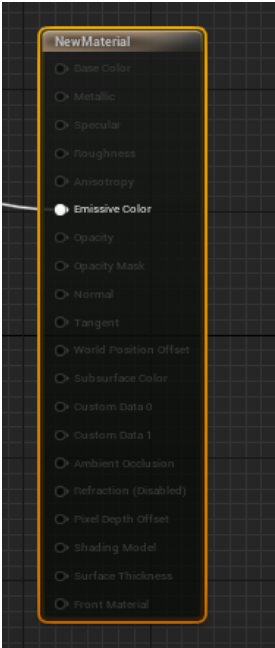 NewMaterial
Base Color
Metallic
Specular
Roughness
Anisotropy
Emissive Color
Opacity
Opacity Mask
Normal
Tangent
World Position Offset
Subsurface Color
Custom Data 0
Custom Data 1
Ambient Occlusion
Refraction (Disabled)
Pixel Depth Offset
Shading Model
Surface Thickness
Front Material